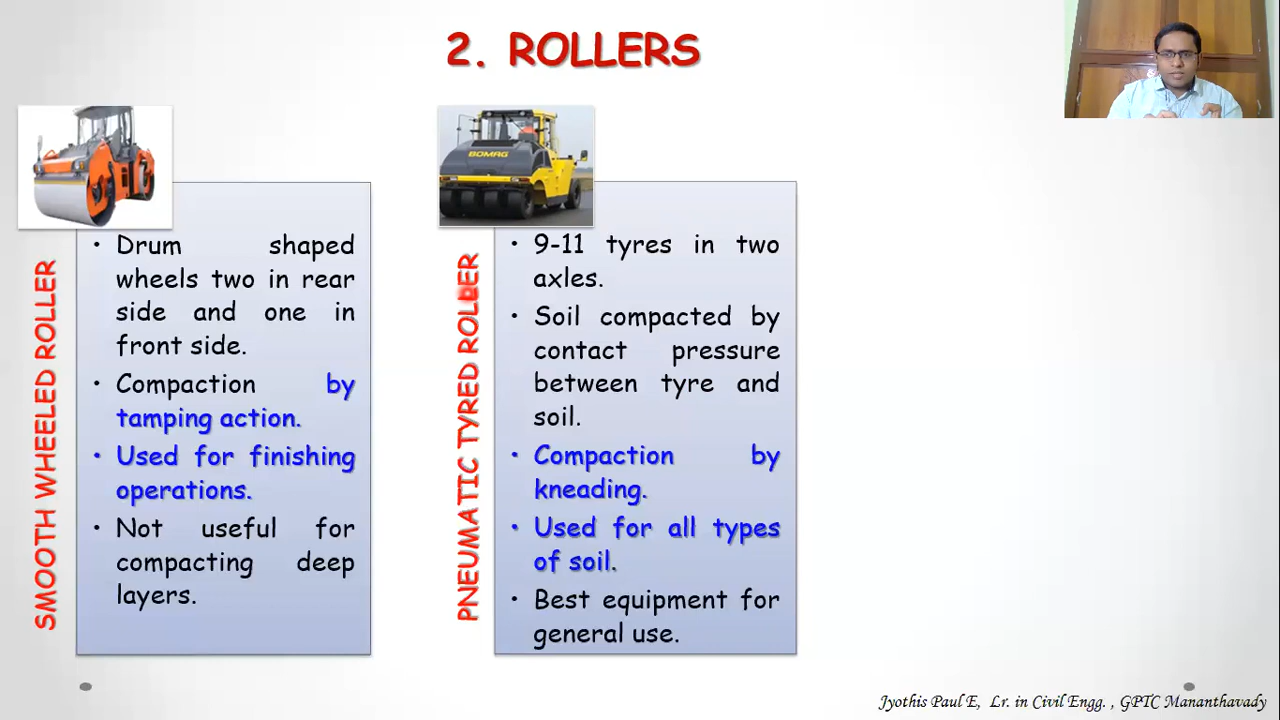 2. ROLLERS
SMOOTH WHEELED ROLLER
• Drum shaped
wheels two in rear
side and one in
front side.
• Compaction by
tamping action.
• Used for finishing
operations.
• Not useful for
compacting deep
layers.
BOMAG
PNEUMATIC TYRED ROLLER
• 9-11 tyres in two
axles.
• Soil compacted by
contact pressure
between tyre and
soil.
• Compaction by
kneading.
• Used for all types
of soil.
• Best equipment for
general use.
Jyothis Paul E, Lr. in Civil Engg. , GPTC Mananthavady